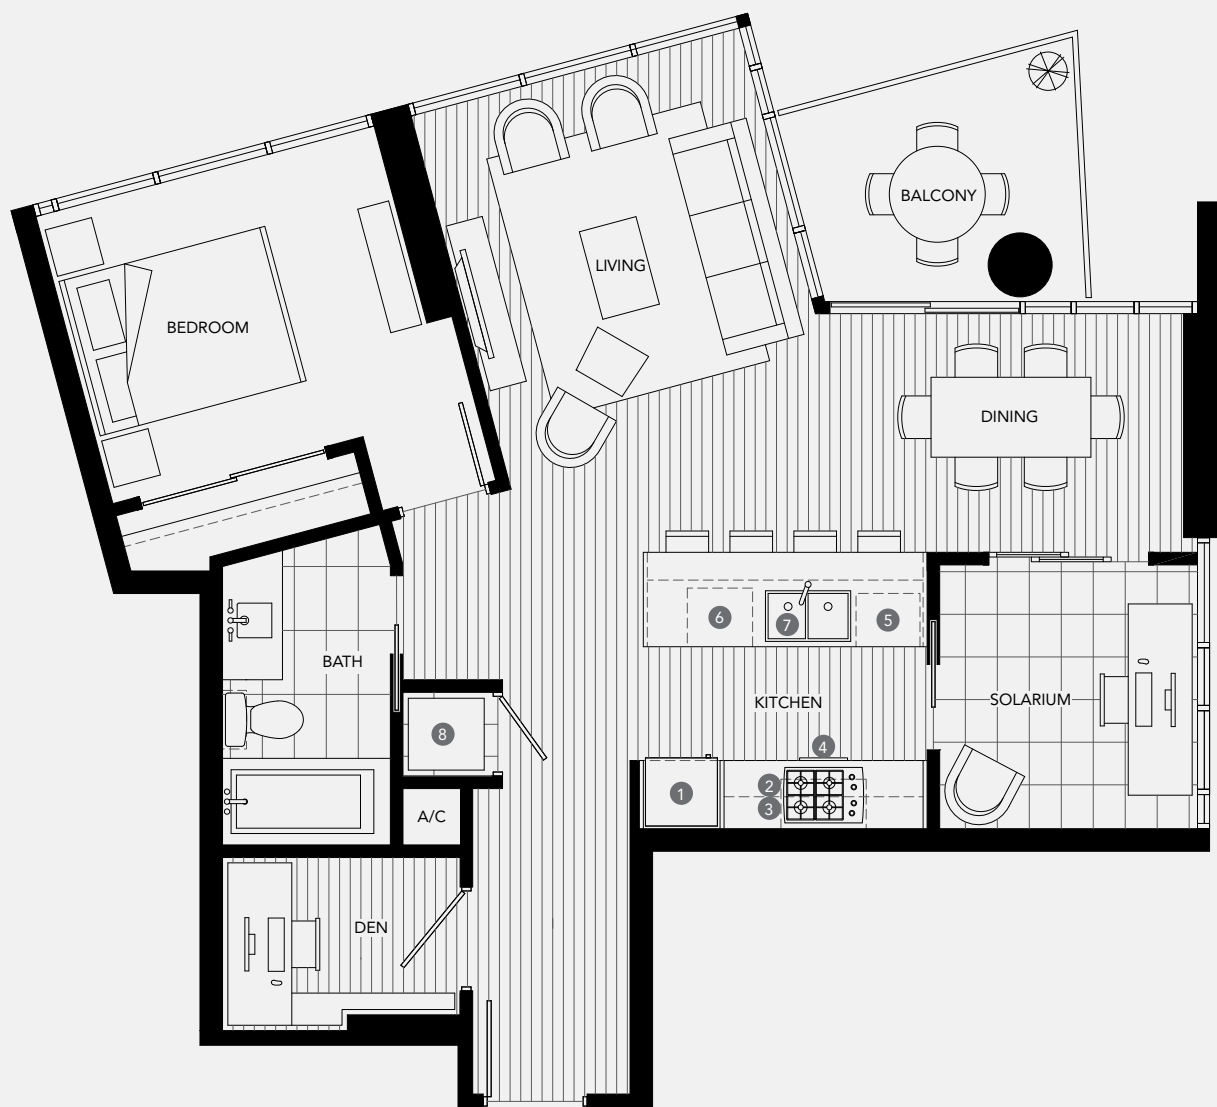 BALCONY
LIVING
BEDROOM
DINING
6
7
5
BATH
SOLARIUM
KITCHEN
8
4
2
1
3
A/C
DEN